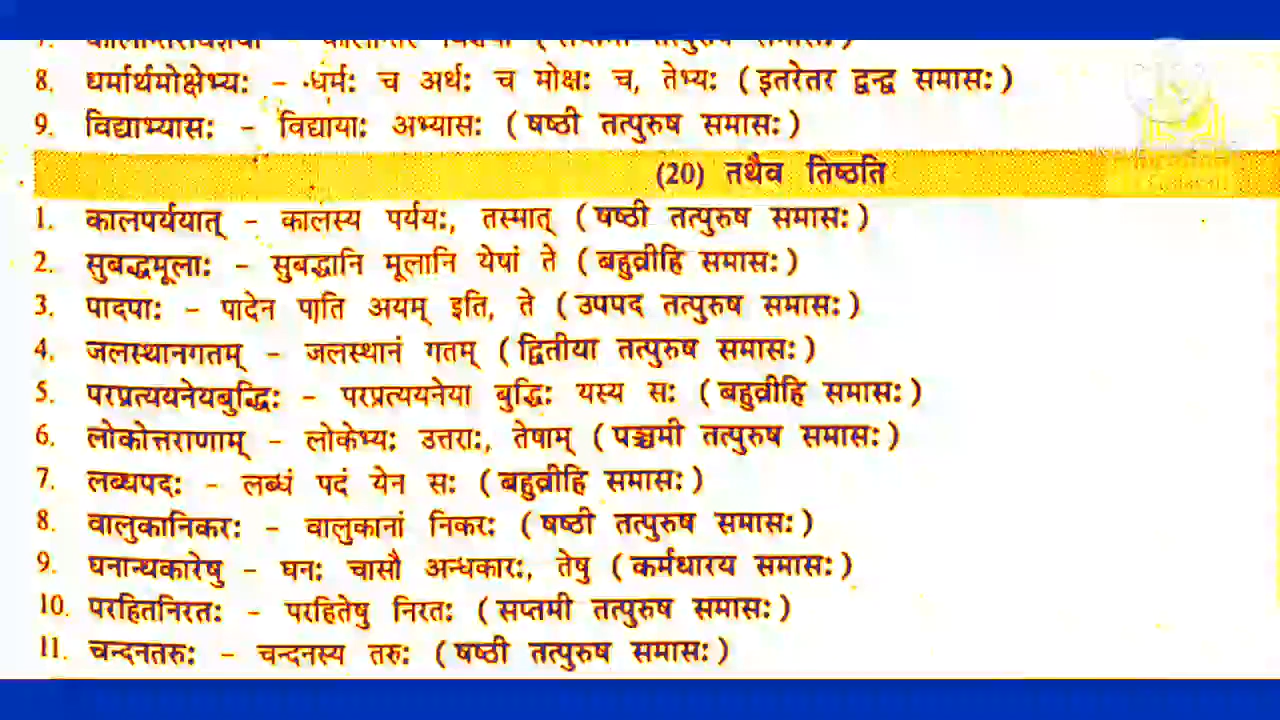 8. धर्मार्थमोक्षेभ्यः – धर्मः च अर्थः च मोक्षः च, तेभ्यः ( इतरेतर द्वन्द्व समासः )
9. विद्याभ्यासः – विद्यायाः अभ्यासः ( षष्ठी तत्पुरुष समासः )
(20) तथैव तिष्ठति
1. कालपर्ययात् – कालस्य पर्ययः, तस्मात् ( षष्ठी तत्पुरुष समासः )
2. सुबद्धमूलाः – सुबद्धानि मूलानि येषां ते ( बहुव्रीहि समासः )
3. पादपाः – पादेन पाति अयम् इति, ते ( उपपद तत्पुरुष समासः )
4. जलस्थानगतम् – जलस्थानं गतम् ( द्वितीया तत्पुरुष समासः )
5. परप्रत्ययनेयबुद्धिः – परप्रत्ययनेया बुद्धिः यस्य सः ( बहुव्रीहि समासः )
6. लोकोत्तराणाम् – लोकेभ्यः उत्तराः, तेषाम् ( पञ्चमी तत्पुरुष समासः )
7. लब्धपदः – लब्धं पदं येन सः ( बहुव्रीहि समासः )
8. वालुकानिकरः – वालुकानां निकरः ( षष्ठी तत्पुरुष समासः )
9. घनान्धकारेषु – घनः चासौ अन्धकारः, तेषु ( कर्मधारय समासः )
10. परहितनिरतः – परहितेषु निरतः ( सप्तमी तत्पुरुष समासः )
11. चन्दनतरुः – चन्दनस्य तरुः ( षष्ठी तत्पुरुष समासः )